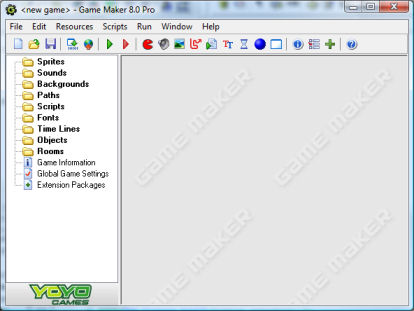 <new game> - Game Maker 8.0 Pro
File Edit Resources Scripts Run Window Help
Sprites
Sounds
Backgrounds
Paths
Scripts
Fonts
Time Lines
Objects
Rooms
Game Information
Global Game Settings
Extension Packages
YOYO
GAMES
GAME MAKER
GAME MAKER
GAME MAKER
GAME MAKER